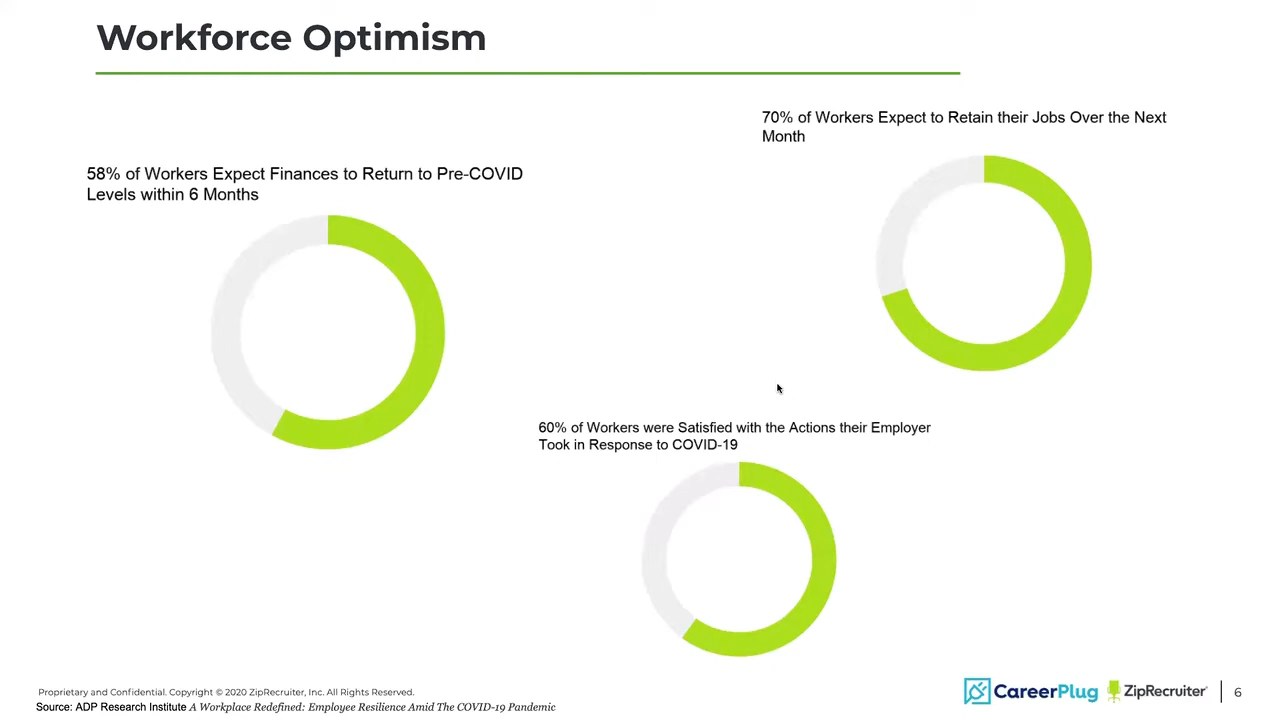 Workforce Optimism
70% of Workers Expect to Retain their Jobs Over the Next
Month
58% of Workers Expect Finances to Return to Pre-COVID
Levels within 6 Months
60% of Workers were Satisfied with the Actions their Employer
Took in Response to COVID-19
Proprietary and Confidential. Copyright © 2020 ZipRecruiter, Inc. All Rights Reserved.
Source: ADP Research Institute A Workplace Redefined: Employee Resilience Amid The COVID-19 Pandemic
CareerPlug ZipRecruiter 6